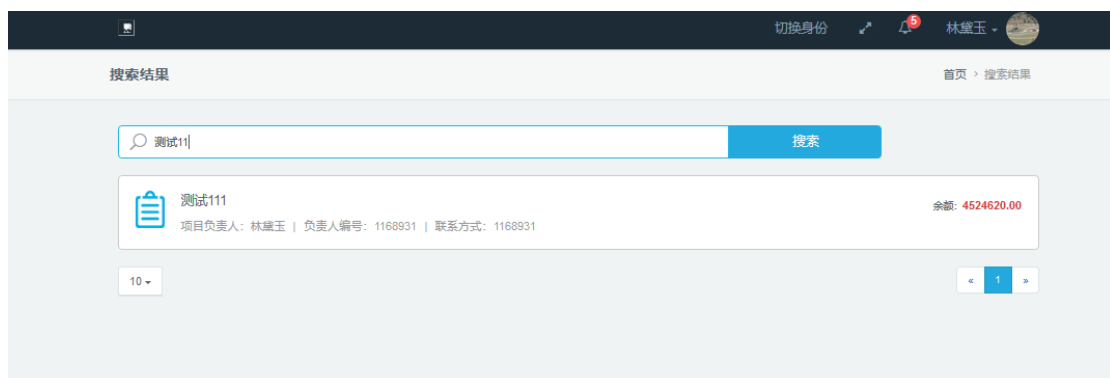 切换身份 5 林黛玉
搜索结果 首页 > 搜索结果
测试11 搜索
测试111 余额: 4524620.00
项目负责人: 林黛玉 | 负责人编号: 1168931 | 联系方式: 1168931
10 « 1 »